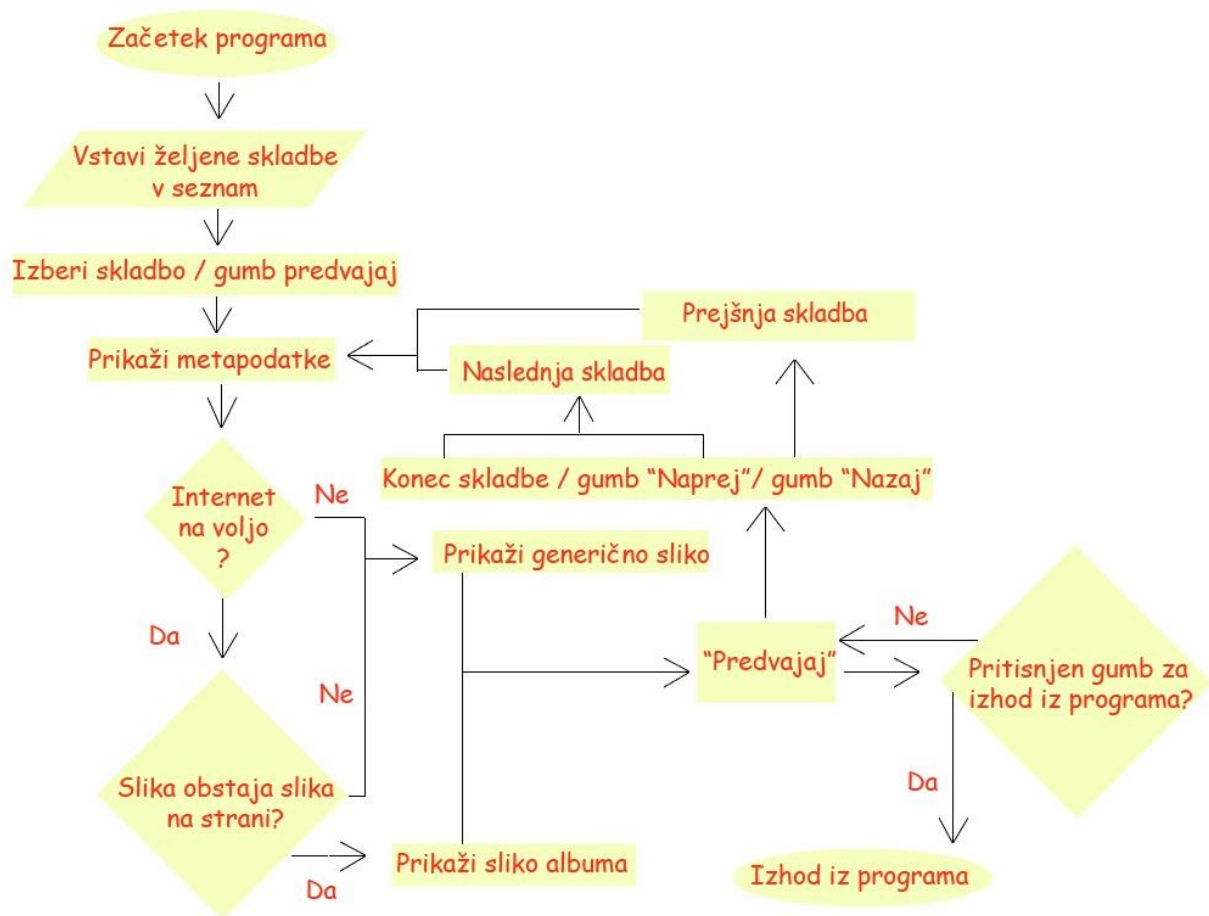 Začetek programa
Vstavi željene skladbe
v seznam
Izberi skladbo / gumb predvajaj
Prikaži metapodatke
Prejšnja skladba
Naslednja skladba
Konec skladbe / gumb “Naprej”/ gumb “Nazaj”
Internet
na voljo
?
Ne
Da
Prikaži generično sliko
Ne
“Predvajaj”
Ne
Pritisnjen gumb za
izhod iz programa?
Da
Slika obstaja slika
na strani?
Da
Prikaži sliko albuma
Izhod iz programa